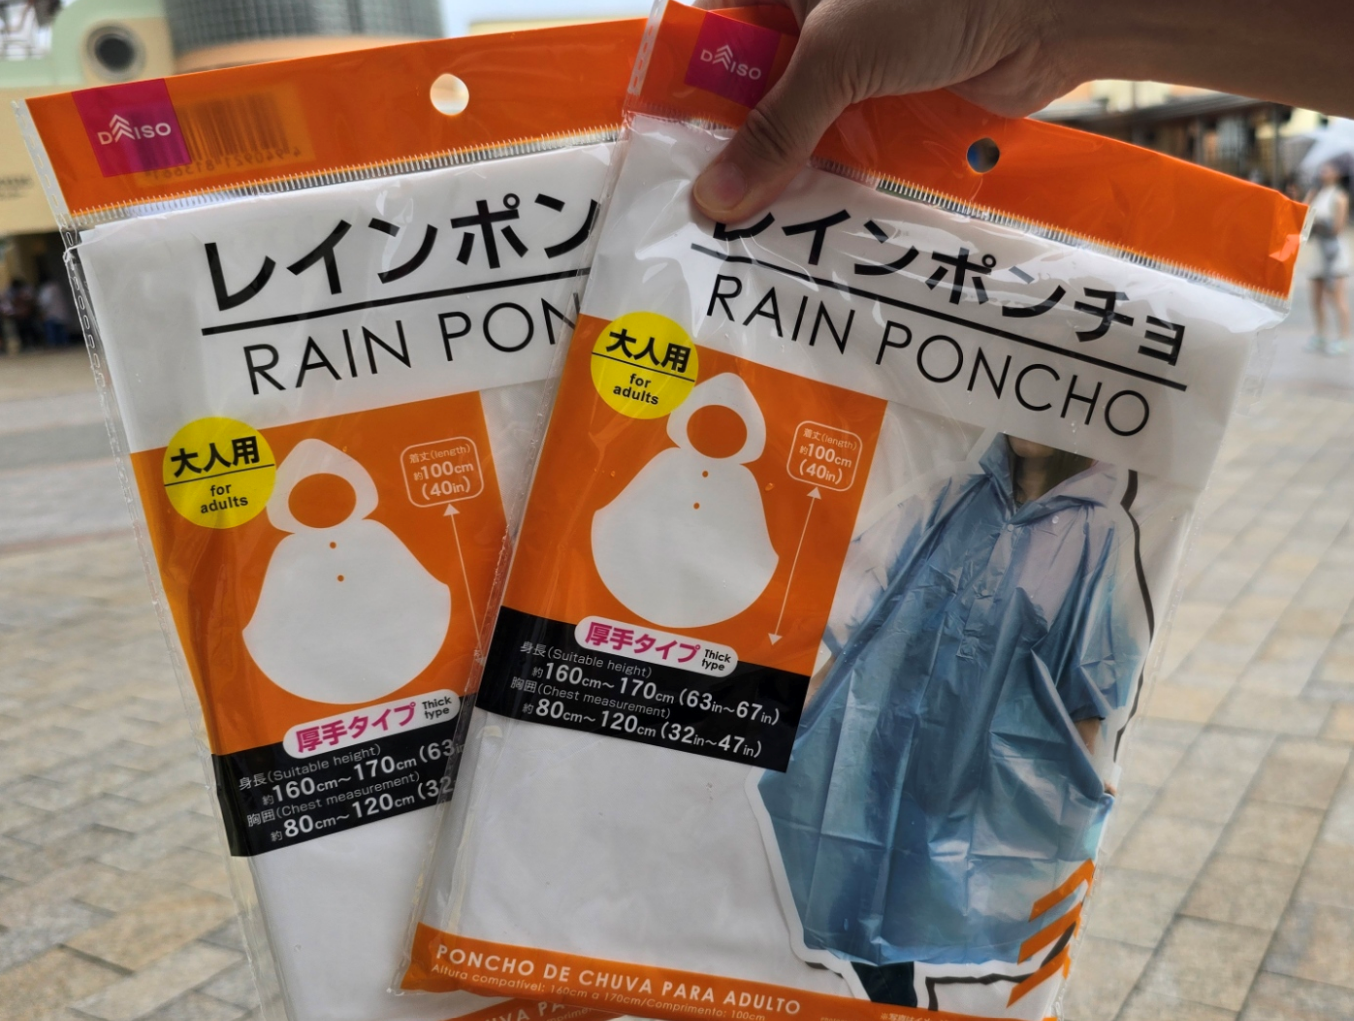 DAISO
レインポン
RAIN PON
大人用
for
adults
着丈(length)
約100cm
(40in)
厚手タイプ Thick
type
身長(Suitable height)
約160cm～170cm (63in
胸囲(Chest measurement)
約80cm～120cm (32
DAISO
レインポンチョ
RAIN PONCHO
大人用
for
adults
着丈(length)
約100cm
(40in)
厚手タイプ Thick
type
身長(Suitable height)
約160cm～170cm (63in～67in)
胸囲(Chest measurement)
約80cm～120cm (32in～47in)
PONCHO DE CHUVA PARA ADULTO
Altura compatível: 160cm a 170cm/Comprimento: 100cm